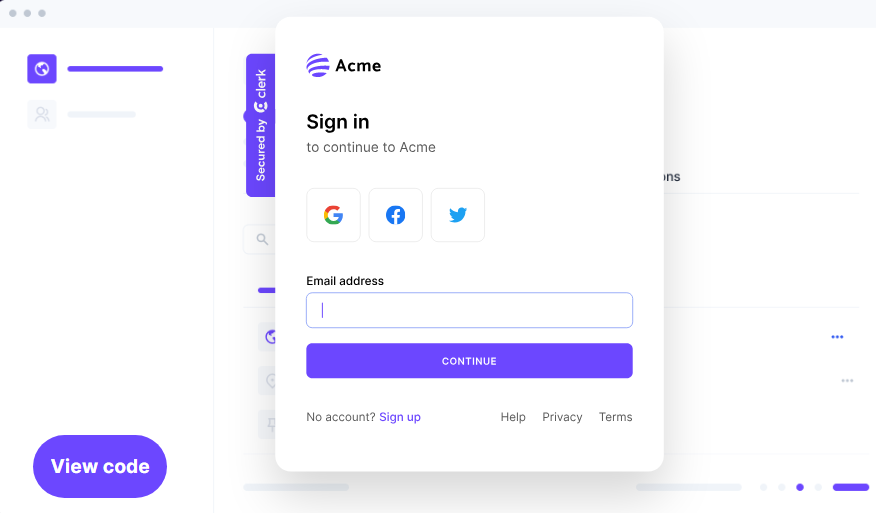 Acme
Secured by clerk
Sign in
to continue to Acme
ons
Email address
CONTINUE
No account? Sign up
Help Privacy Terms
View code